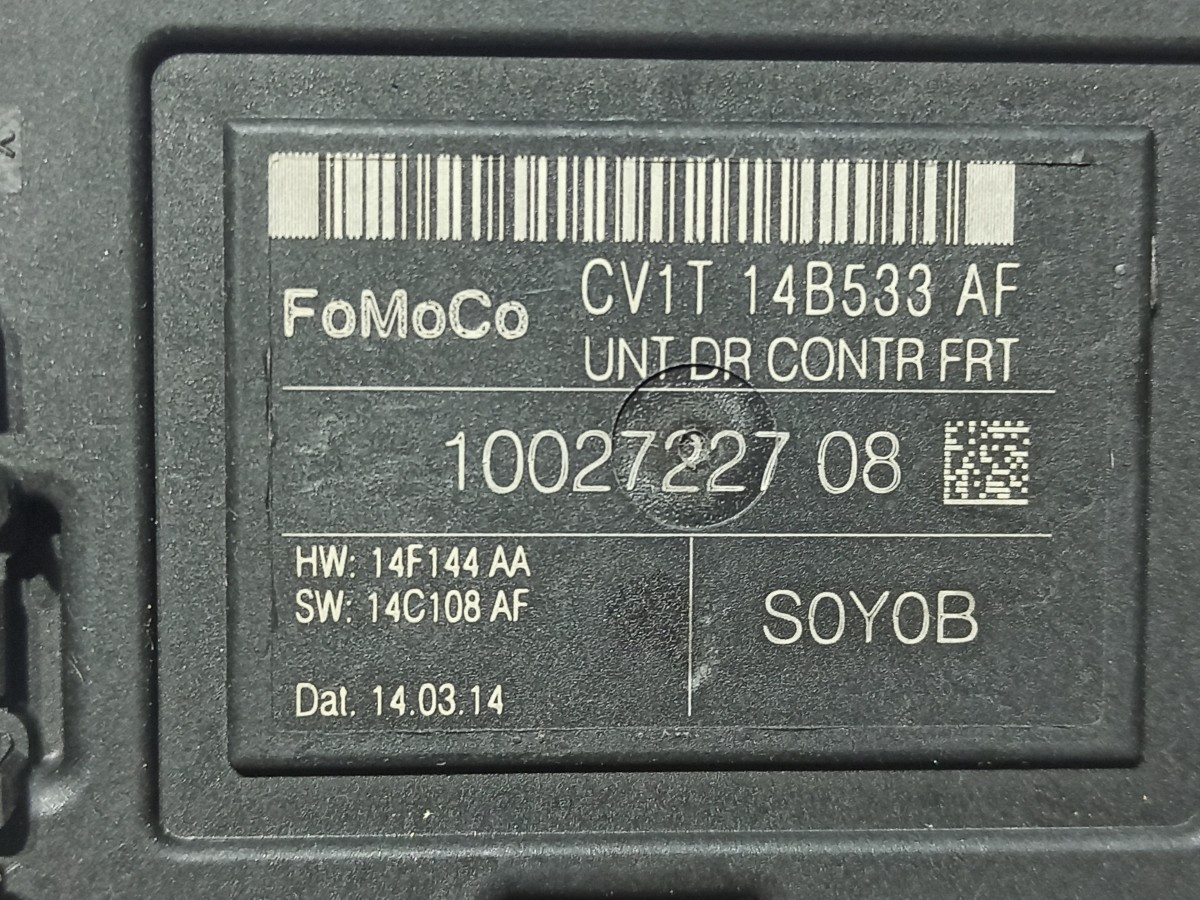 CV1T 14B533 AF
FoMoCo
UNT DR CONTR FRT
10027227 08
HW: 14F144 AA
SW: 14C108 AF
S0Y0B
Dat. 14.03.14